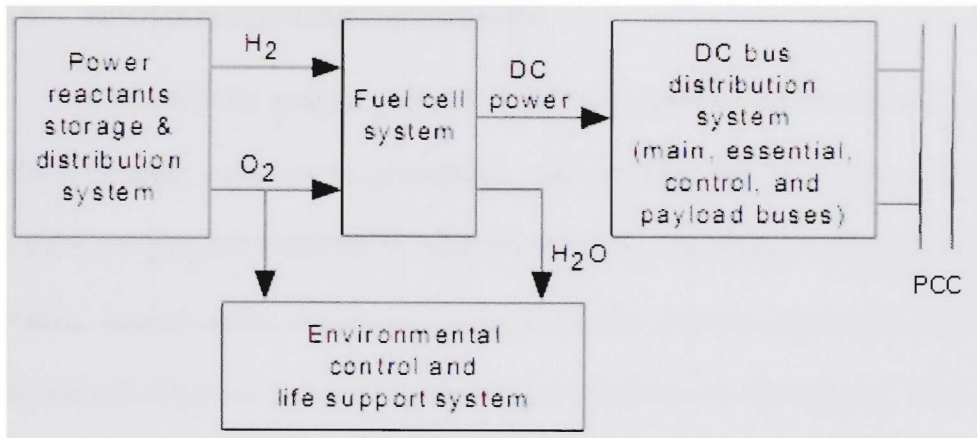 Power
reactants
storage &
distribution
system
H2
O2
Fuel cell
system
DC
power
H2O
DC bus
distribution
system
(main, essential,
control, and
payload buses)
PCC
Environmental
control and
life support system